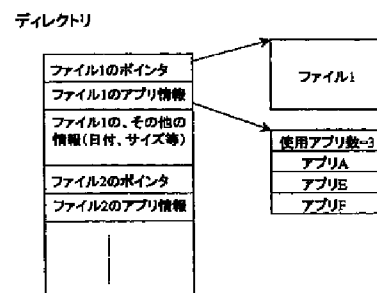 ディレクトリ
ファイル1のポインタ
ファイル1のアプリ情報
ファイル1の、その他の
情報(日付、サイズ等)
ファイル2のポインタ
ファイル2のアプリ情報
ファイル1
使用アプリ数=3
アプリA
アプリE
アプリF